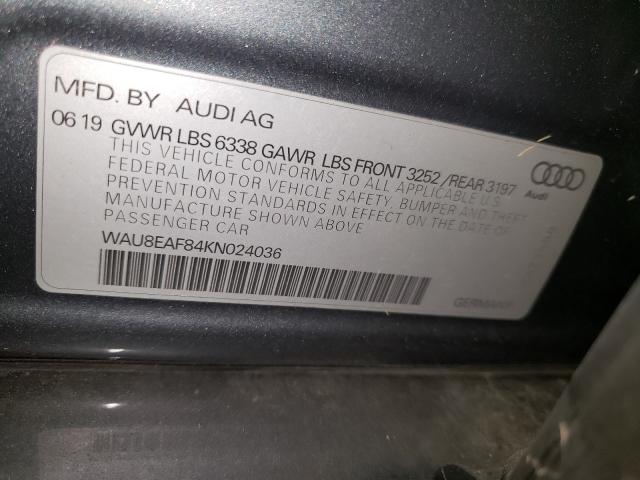 MFD. BY AUDI AG
06 19 GVWR LBS 6338 GAWR LBS FRONT 3252 / REAR 3197
THIS VEHICLE CONFORMS TO ALL APPLICABLE U.S.
FEDERAL MOTOR VEHICLE SAFETY, BUMPER AND THEFT
PREVENTION STANDARDS IN EFFECT ON THE DATE OF
MANUFACTURE SHOWN ABOVE
PASSENGER CAR
WAU8EAF84KN024036
Audi
GERMANY